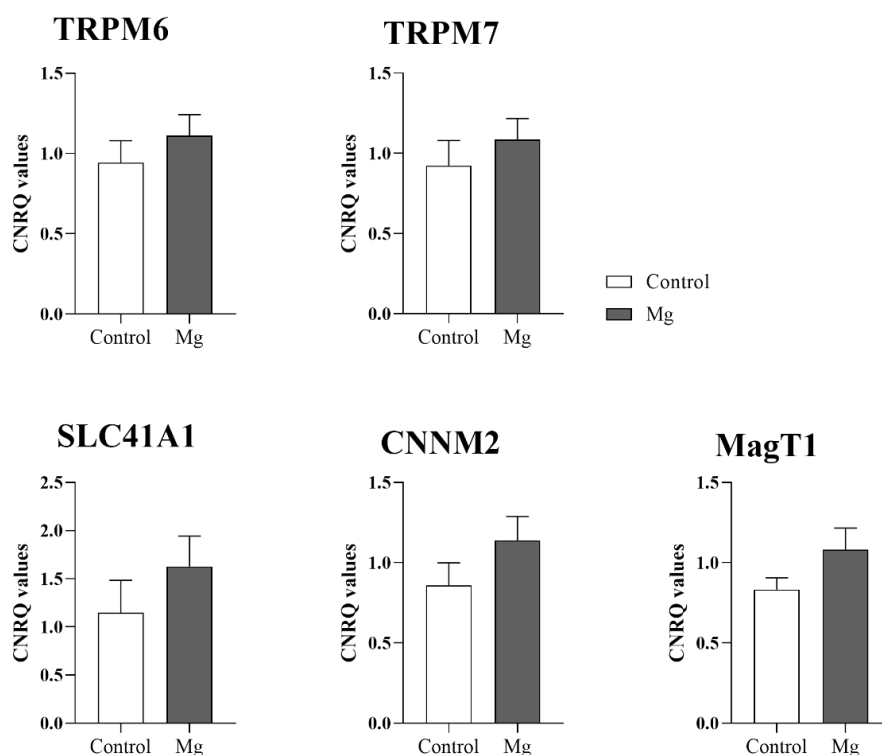 TRPM6
CNRQ values
1.5
1.0
0.5
0.0
Control
Mg
TRPM7
CNRQ values
1.5
1.0
0.5
0.0
Control
Mg
Control
Mg
SLC41A1
CNRQ values
2.5
2.0
1.5
1.0
0.5
0.0
Control
Mg
CNNM2
CNRQ values
1.5
1.0
0.5
0.0
Control
Mg
MagT1
CNRQ values
1.5
1.0
0.5
0.0
Control
Mg